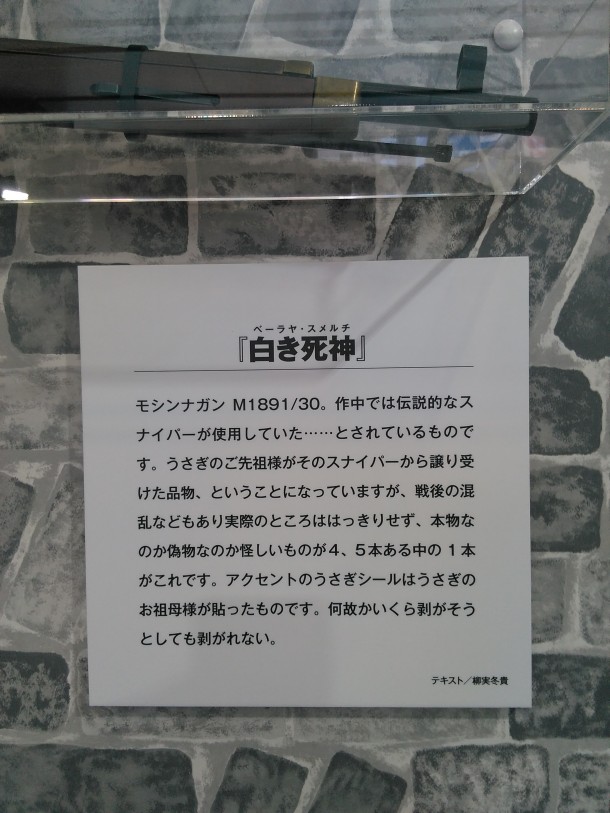 ベーラヤ・スメルチ
『白き死神』
モシンナガン M1891/30。作中では伝説的なス
ナイパーが使用していた……とされているもので
す。うさぎのご先祖様がそのスナイパーから譲り受
けた品物、ということになっていますが、戦後の混
乱などもあり実際のところははっきりせず、本物な
のか偽物なのか怪しいものが４、５本ある中の１本
がこれです。アクセントのうさぎシールはうさぎの
お祖母様が貼ったものです。何故かいくら剥がそう
としても剥がれない。
テキスト／柳実冬貴